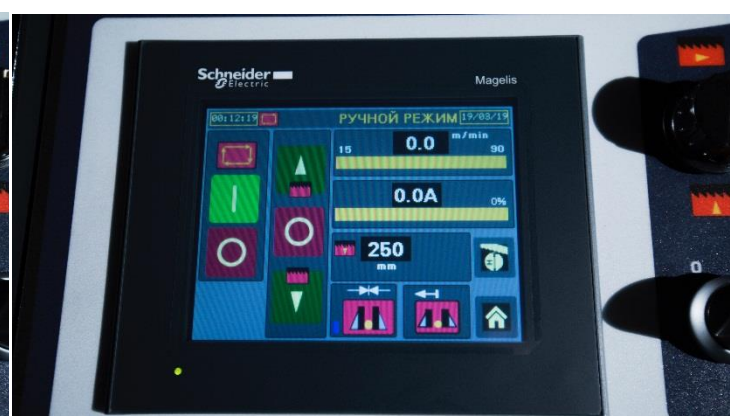 Schneider
Electric
Magelis
00:12:19
РУЧНОЙ РЕЖИМ
19/03/19
0.0
m/min
15
90
0.0A
0%
250
mm
0